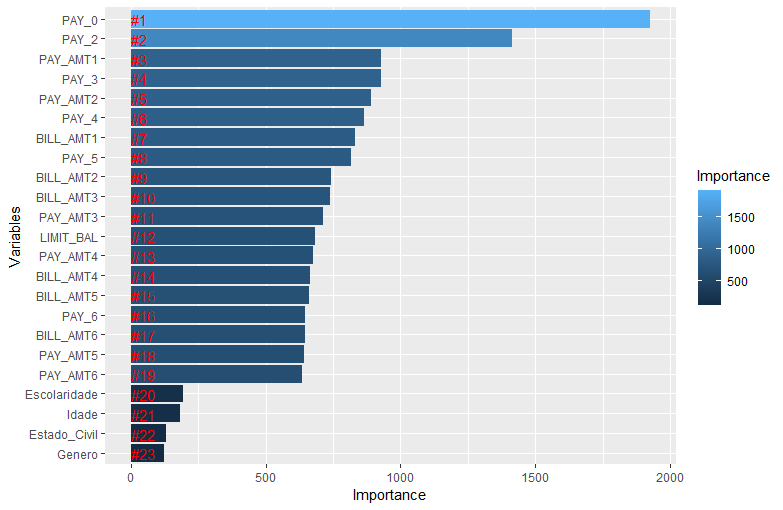 PAY_0 #1
PAY_2 #2
PAY_AMT1 #3
PAY_3 #4
PAY_AMT2 #5
PAY_4 #6
BILL_AMT1 #7
PAY_5 #8
BILL_AMT2 #9
BILL_AMT3 #10
PAY_AMT3 #11
LIMIT_BAL #12
PAY_AMT4 #13
BILL_AMT4 #14
BILL_AMT5 #15
PAY_6 #16
BILL_AMT6 #17
PAY_AMT5 #18
PAY_AMT6 #19
Escolaridade #20
Idade #21
Estado_Civil #22
Genero #23
Variables
0 500 1000 1500 2000
Importance
Importance
1500
1000
500